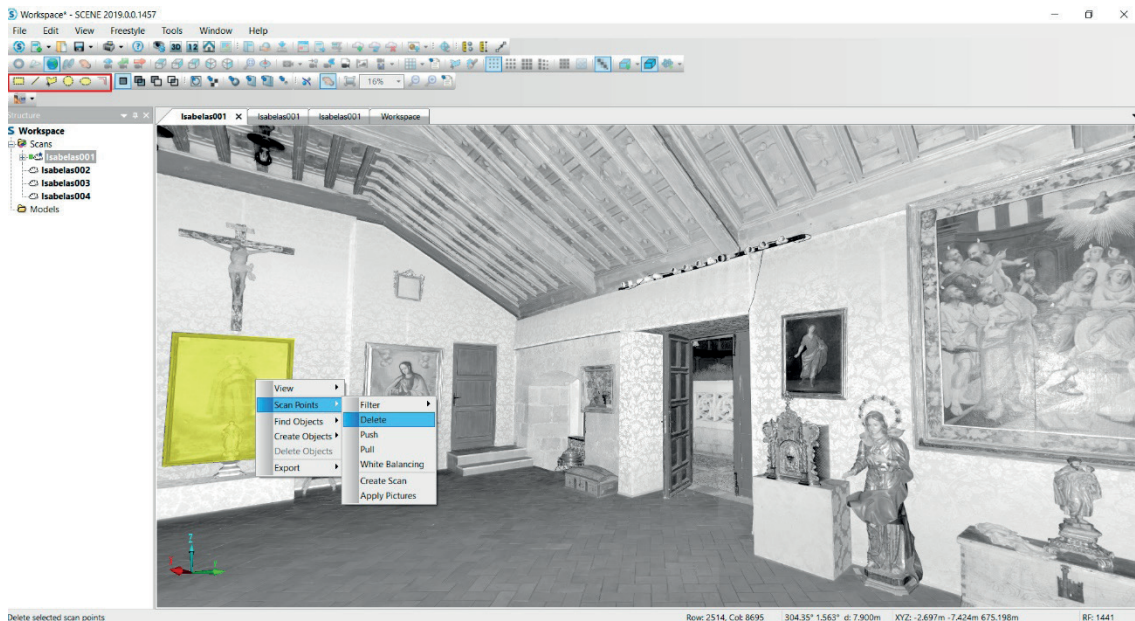 Workspace* - SCENE 2019.0.0.1457
File Edit View Freestyle Tools Window Help
3D 12
16%
Structure
Isabelas001 X Isabelas001 Isabelas001 Workspace
Workspace
Scans
Isabelas001
Isabelas002
Isabelas003
Isabelas004
Models
View
Scan Points
Find Objects
Create Objects
Delete Objects
Export
Filter
Delete
Push
Pull
White Balancing
Create Scan
Apply Pictures
Z
Delete selected scan points Row: 2514, Col: 8695 304.35° 1.563° d: 7.900m XYZ: -2.697m -7.424m 675.198m RF: 1441